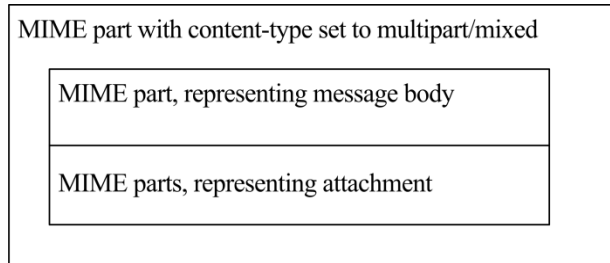 MIME part with content-type set to multipart/mixed
MIME part, representing message body
MIME parts, representing attachment